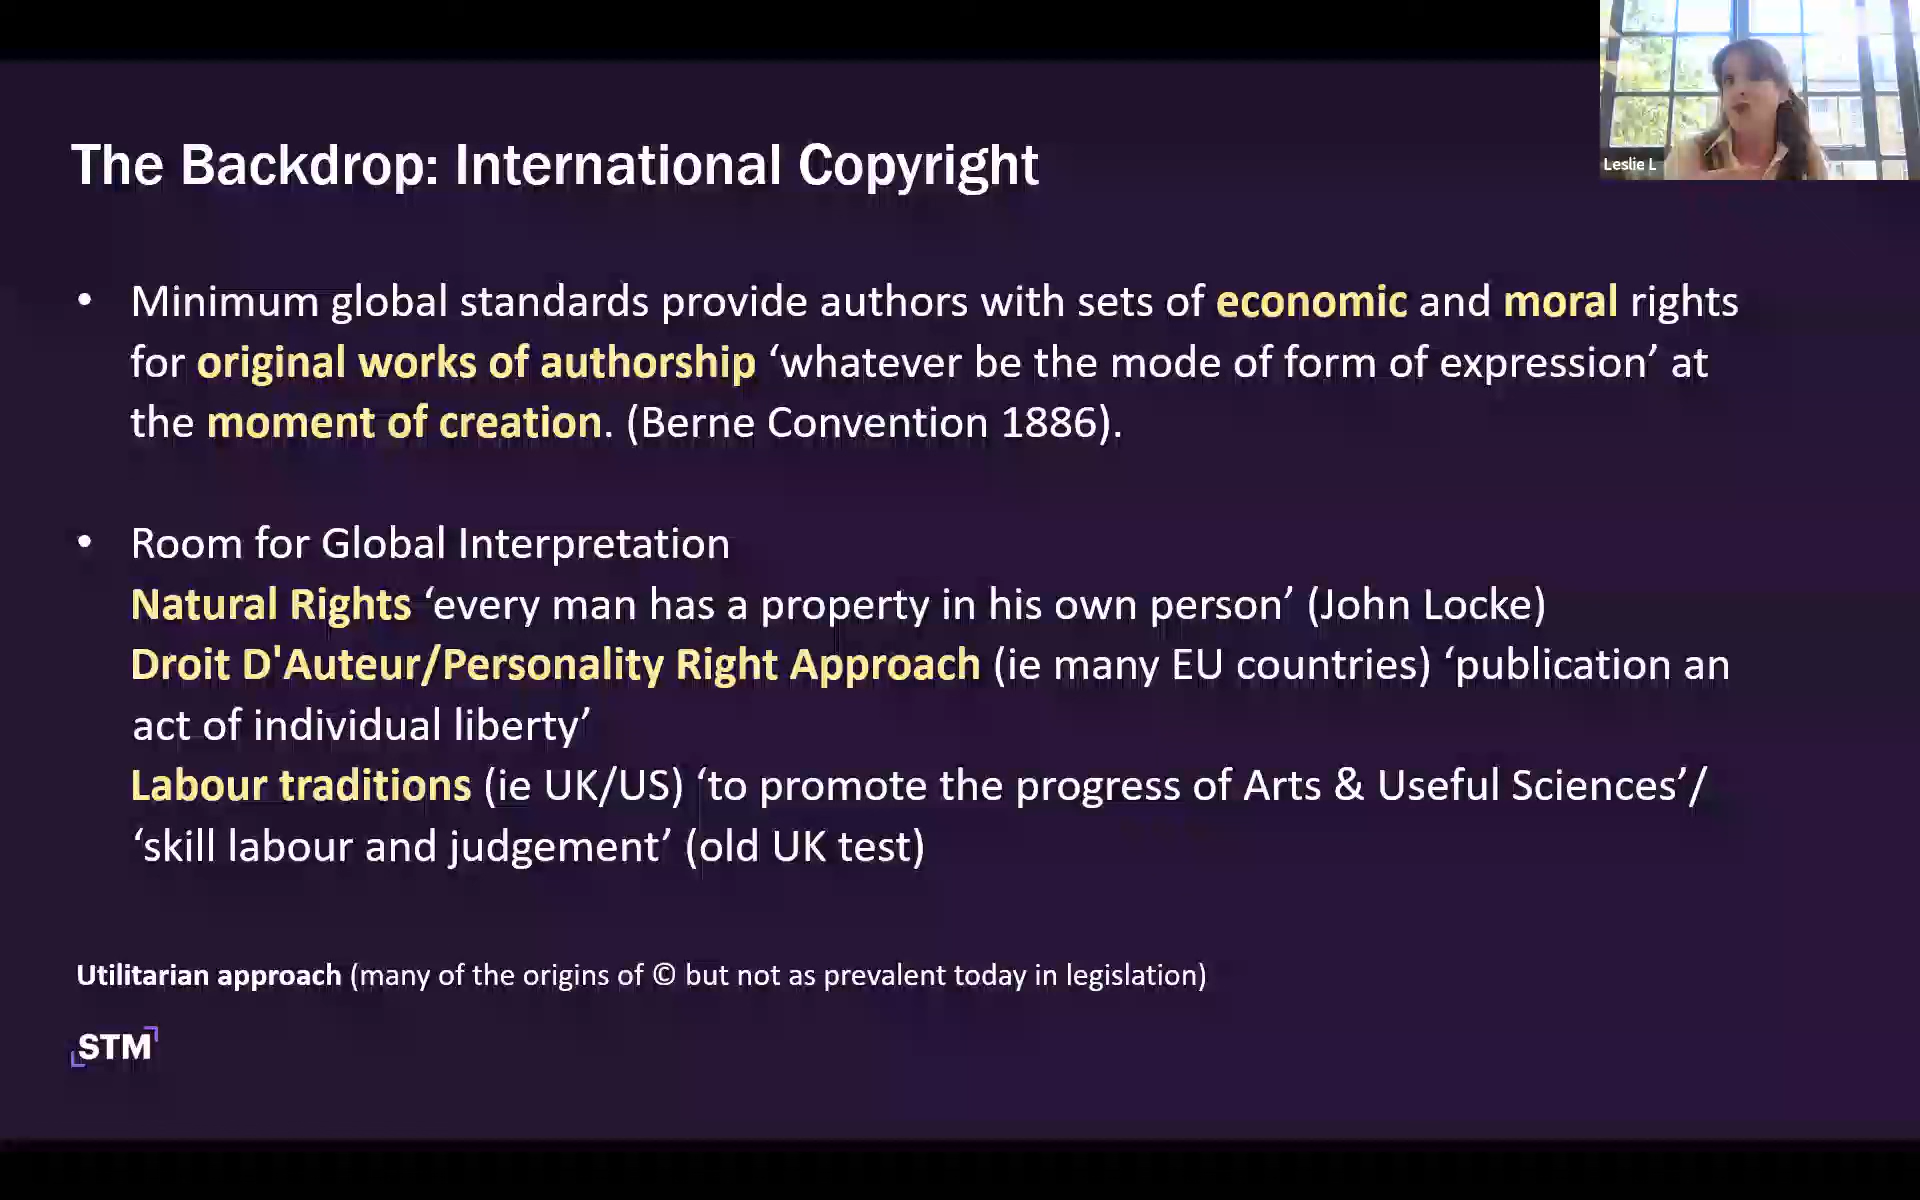 Leslie L
The Backdrop: International Copyright
• Minimum global standards provide authors with sets of economic and moral rights
for original works of authorship ‘whatever be the mode of form of expression’ at
the moment of creation. (Berne Convention 1886).
• Room for Global Interpretation
Natural Rights ‘every man has a property in his own person’ (John Locke)
Droit D'Auteur/Personality Right Approach (ie many EU countries) ‘publication an
act of individual liberty’
Labour traditions (ie UK/US) ‘to promote the progress of Arts & Useful Sciences’/
‘skill labour and judgement’ (old UK test)
Utilitarian approach (many of the origins of © but not as prevalent today in legislation)
STM